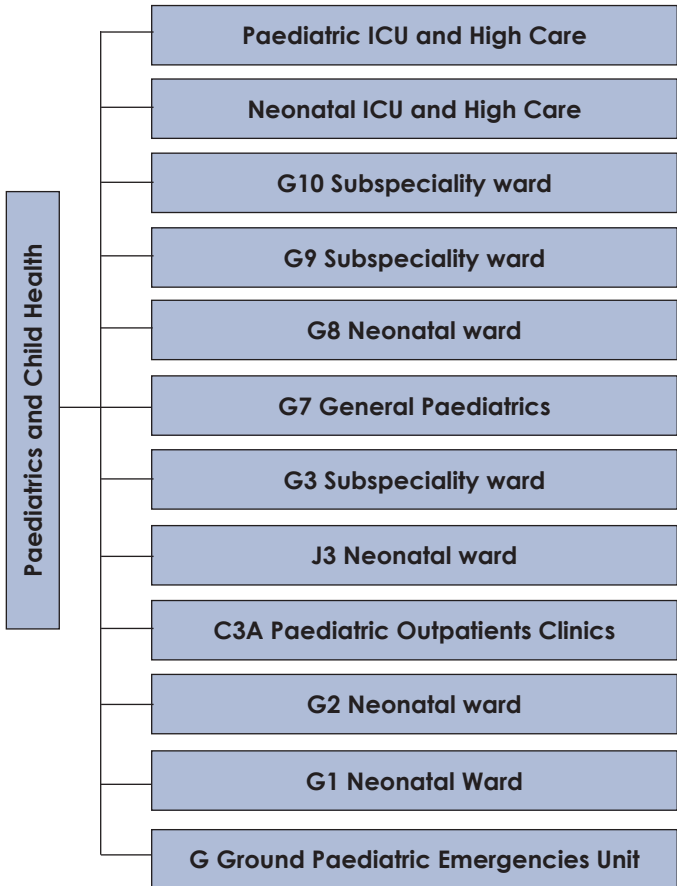 Paediatrics and Child Health
Paediatric ICU and High Care
Neonatal ICU and High Care
G10 Subspeciality ward
G9 Subspeciality ward
G8 Neonatal ward
G7 General Paediatrics
G3 Subspeciality ward
J3 Neonatal ward
C3A Paediatric Outpatients Clinics
G2 Neonatal ward
G1 Neonatal Ward
G Ground Paediatric Emergencies Unit